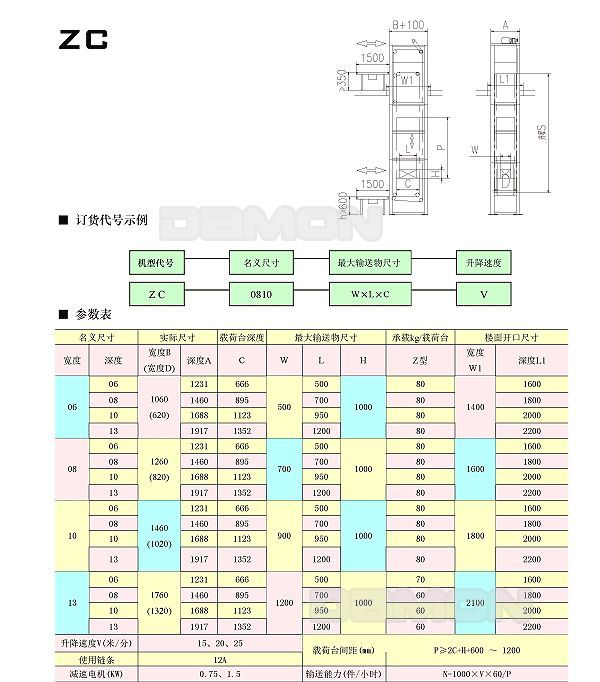 ZC
B+100
A
1500
≥350
W1
L1
S
W
P
L
H
C
D
1500
h≥600
DAMON
■ 订货代号示例
机型代号 名义尺寸 最大输送物尺寸 升降速度
ZC 0810 W×L×C V
■ 参数表
名义尺寸 实际尺寸 载荷台深度 最大输送物尺寸 承载kg/载荷台 楼面开口尺寸
宽度 深度 宽度B (宽度D) 深度A C W L H Z型 宽度 W1 深度L1
06 06 1060 (620) 1231 666 500 500 1000 80 1400 1600
08 1460 895 700 80 1800
10 1688 1123 950 80 2000
13 1917 1352 1200 80 2200
08 06 1260 (820) 1231 666 700 500 1000 80 1600 1600
08 1460 895 700 80 1800
10 1688 1123 950 80 2000
13 1917 1352 1200 80 2200
10 06 1460 (1020) 1231 666 900 500 1000 80 1800 1600
08 1460 895 700 80 1800
10 1688 1123 950 80 2000
13 1917 1352 1200 80 2200
13 06 1760 (1320) 1231 666 1200 500 1000 70 2100 1600
08 1460 895 700 60 1800
10 1688 1123 950 60 2000
13 1917 1352 1200 60 2200
升降速度V(米/分) 15、20、25 载荷台间距(mm) P≥2C+H+600 ～ 1200
使用链条 12A
减速电机(KW) 0.75、1.5 输送能力(件/小时) N=1000×V×60/P
DAMON